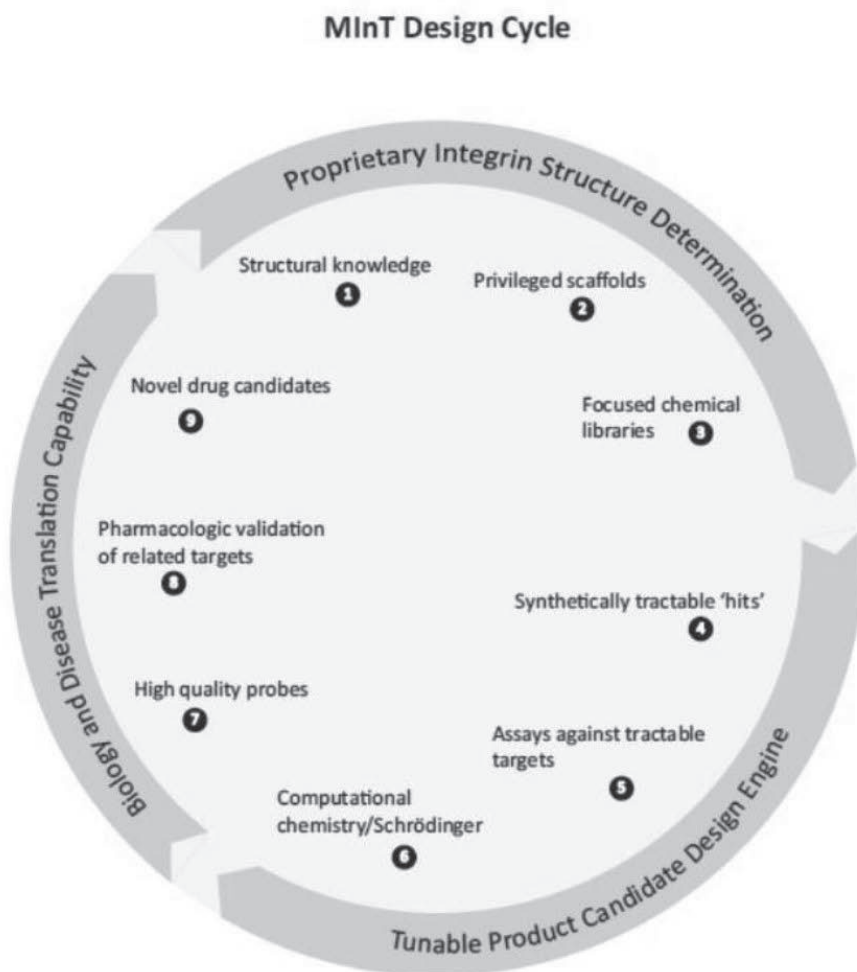 MInT Design Cycle
Proprietary Integrin Structure Determination
Structural knowledge
1
Privileged scaffolds
2
Focused chemical
libraries
3
Synthetically tractable ‘hits’
4
Assays against tractable
targets
5
Computational
chemistry/Schrödinger
6
High quality probes
7
Pharmacologic validation
of related targets
8
Novel drug candidates
9
Tunable Product Candidate Design Engine
Biology and Disease Translation Capability